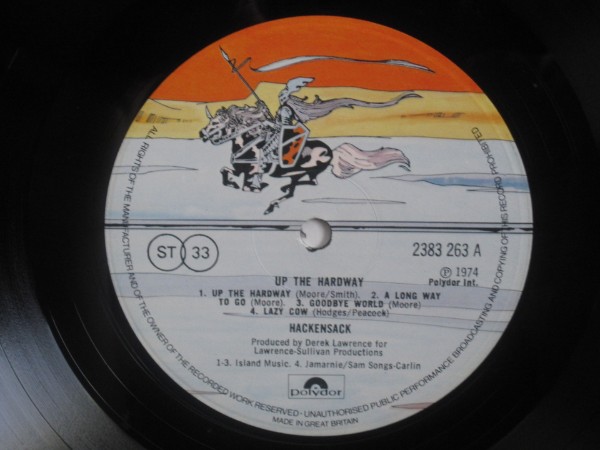 ST 33
2383 263 A
Ⓟ 1974
Polydor Int.
UP THE HARDWAY
1. UP THE HARDWAY (Moore/Smith). 2. A LONG WAY
TO GO (Moore). 3. GOODBYE WORLD (Moore)
4. LAZY COW (Hodges/Peacock)
HACKENSACK
Produced by Derek Lawrence for
Lawrence-Sullivan Productions
1-3. Island Music. 4. Jamarnie/Sam Songs-Carlin
polydor
ALL RIGHTS OF THE MANUFACTURER AND OF THE OWNER OF THE RECORDED WORK RESERVED-UNAUTHORISED PUBLIC PERFORMANCE BROADCASTING AND COPYING OF THIS RECORD PROHIBITED
MADE IN GREAT BRITAIN